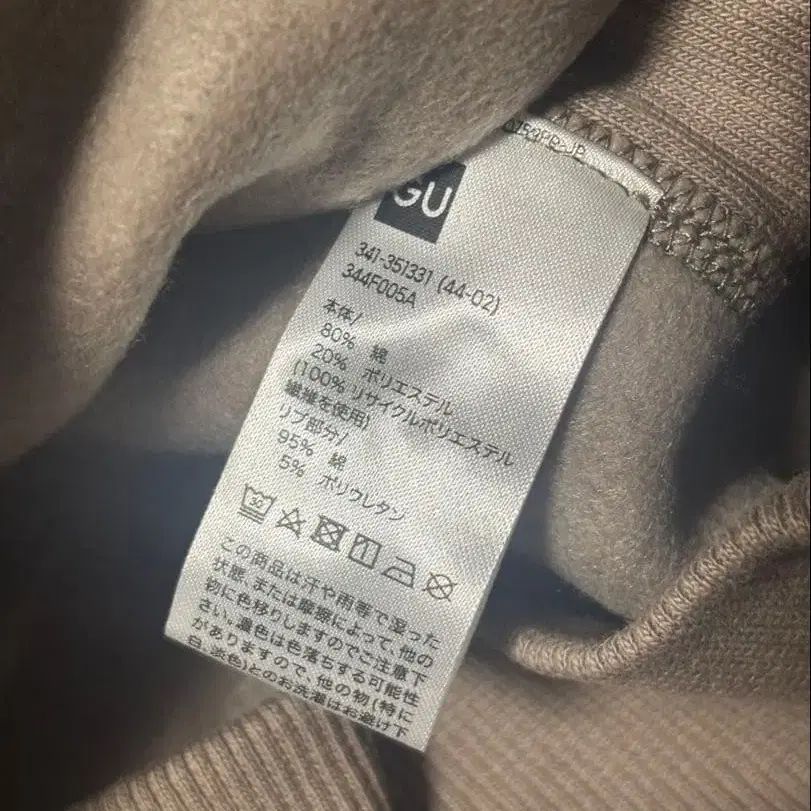 GU
341-351331 (44-02)
344F005A
本体/
80% 綿
20% ポリエステル
(100% リサイクルポリエステル
繊維を使用)
リブ部分/
95% 綿
5% ポリウレタン
この商品は汗や雨等で湿った
状態、または摩擦によって、他の
物に色移りしますのでご注意下
さい。濃色は色落ちする可能性
がありますので、他の物(特に
白、淡色)とのお洗濯はお避け下